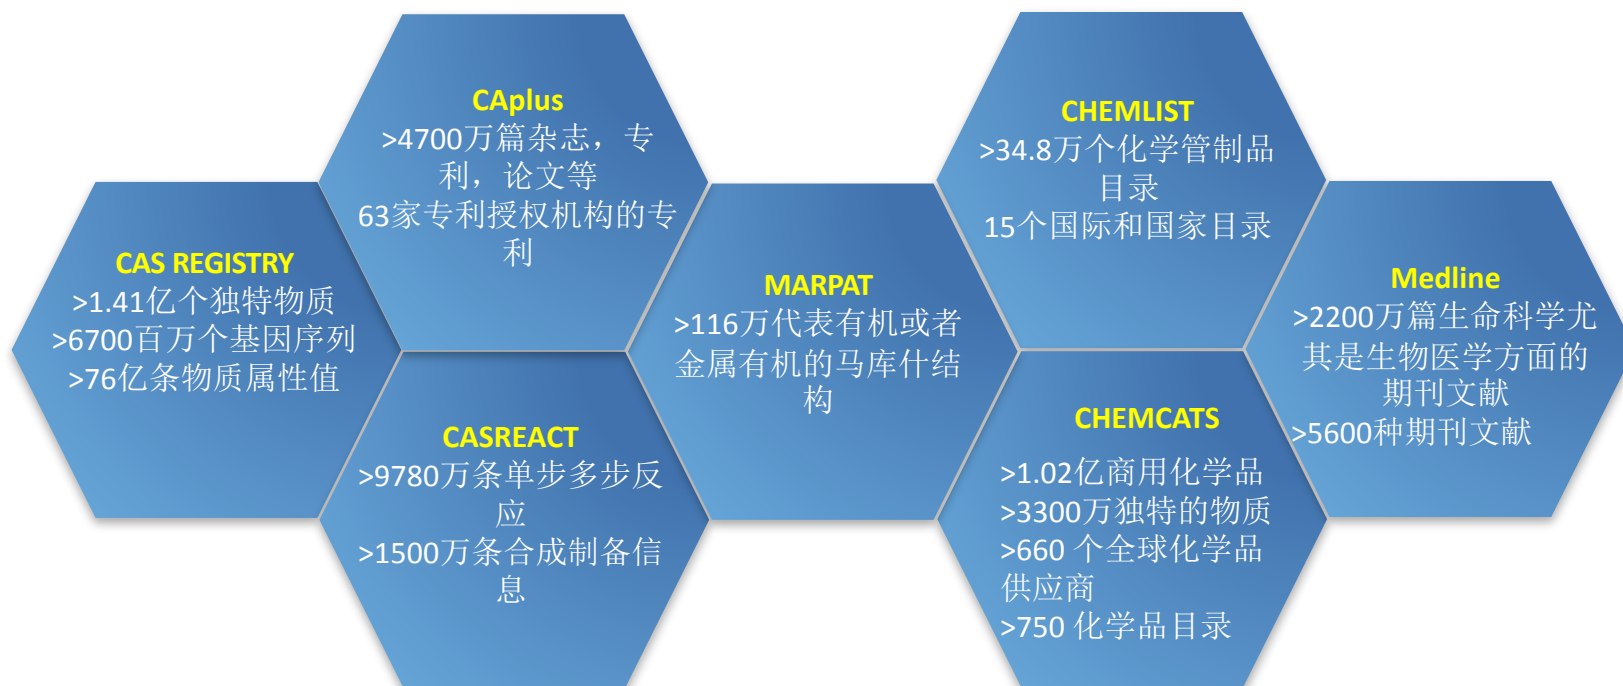 CAplus
>4700万篇杂志，专
利，论文等
63家专利授权机构的专
利
CHEMLIST
>34.8万个化学管制品
目录
15个国际和国家目录
CAS REGISTRY
>1.41亿个独特物质
>6700百万个基因序列
>76亿条物质属性值
MARPAT
>116万代表有机或者
金属有机的马库什结
构
Medline
>2200万篇生命科学尤
其是生物医学方面的
期刊文献
>5600种期刊文献
CASREACT
>9780万条单步多步反
应
>1500万条合成制备信
息
CHEMCATS
>1.02亿商用化学品
>3300万独特的物质
>660 个全球化学品
供应商
>750 化学品目录